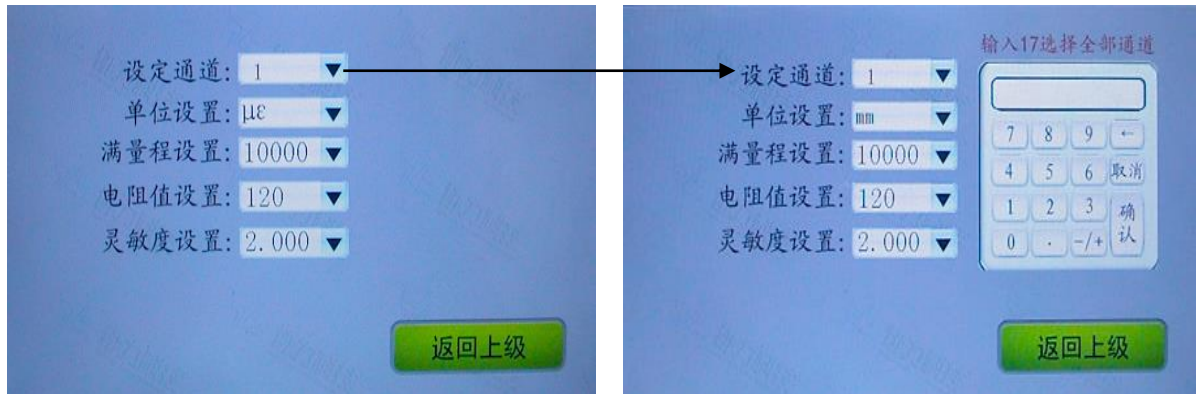 设定通道: 1 ▼
单位设置: με ▼
满量程设置: 10000 ▼
电阻值设置: 120 ▼
灵敏度设置: 2.000 ▼
返回上级
输入17选择全部通道
设定通道: 1 ▼
单位设置: mm ▼
满量程设置: 10000 ▼
电阻值设置: 120 ▼
灵敏度设置: 2.000 ▼
7 8 9 ←
4 5 6 取消
1 2 3 确认
0 . -/+
返回上级